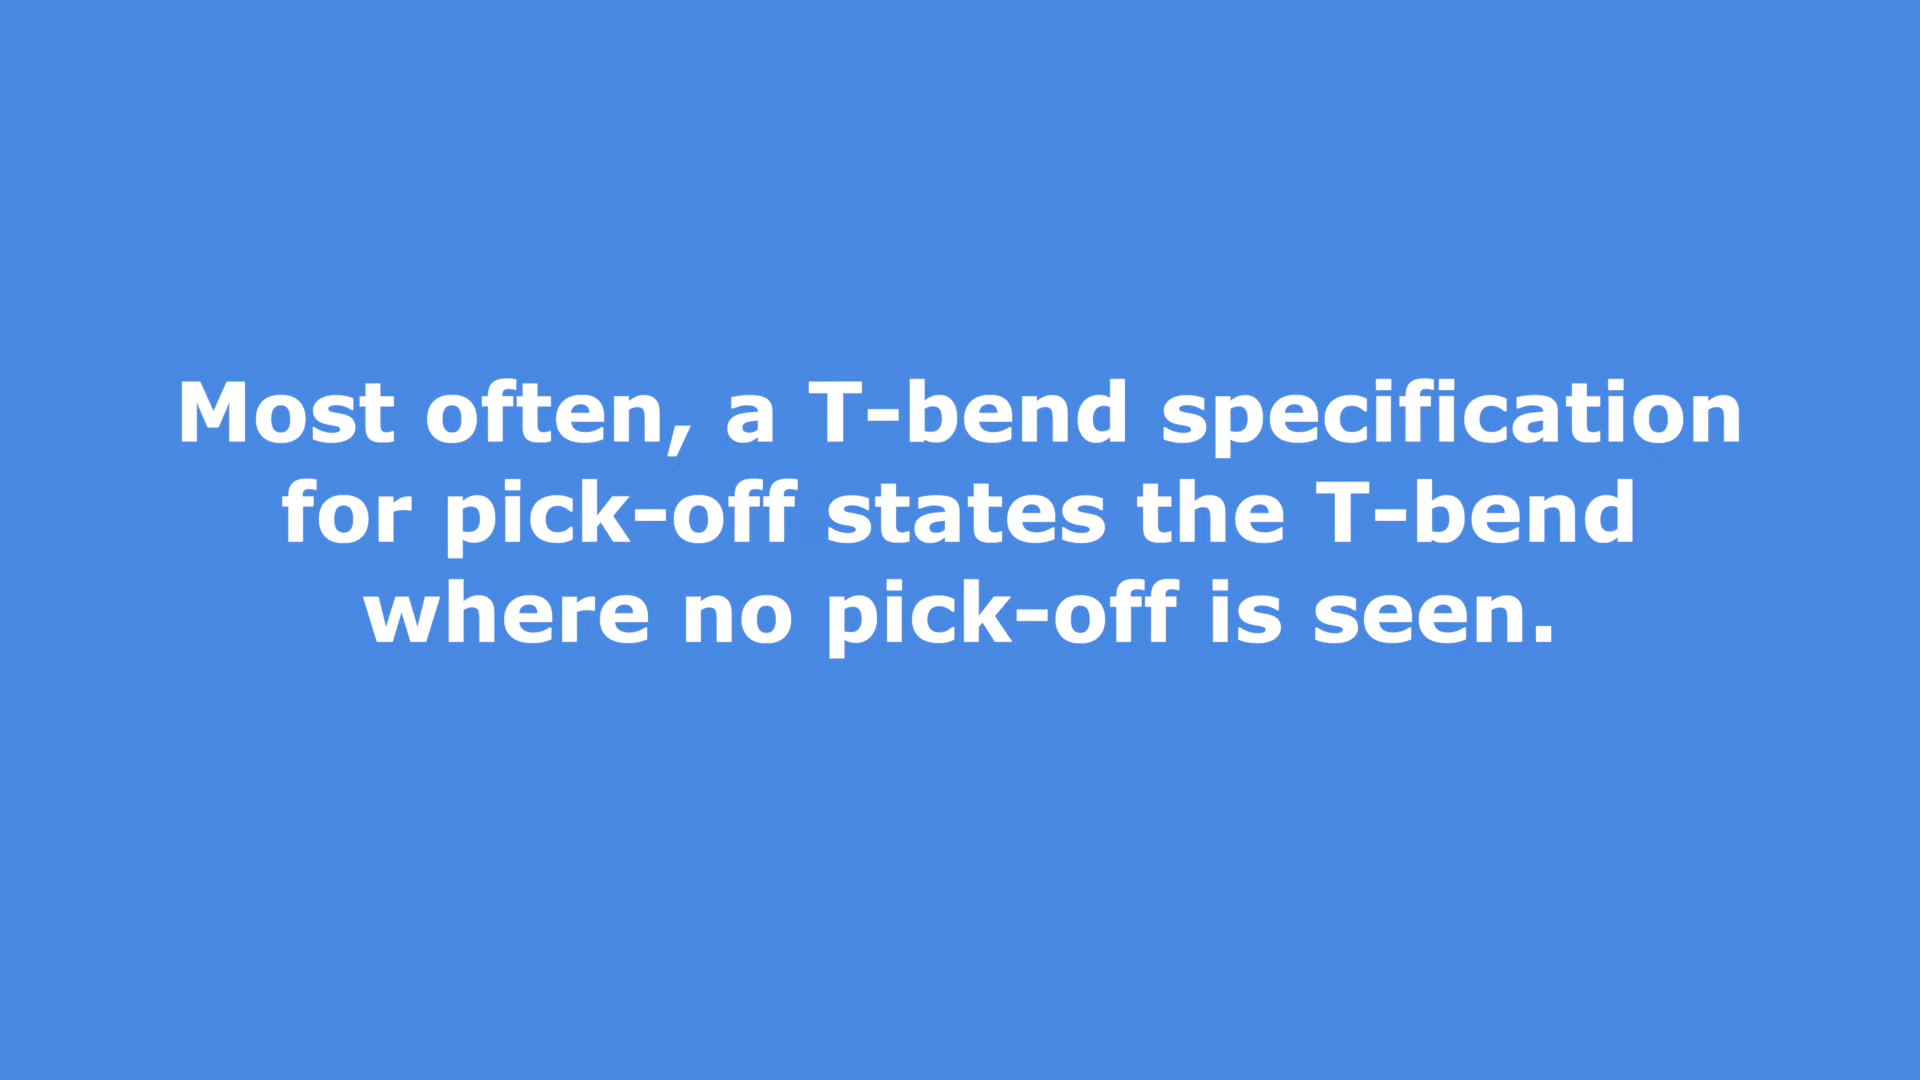 Most often, a T-bend specification
for pick-off states the T-bend
where no pick-off is seen.